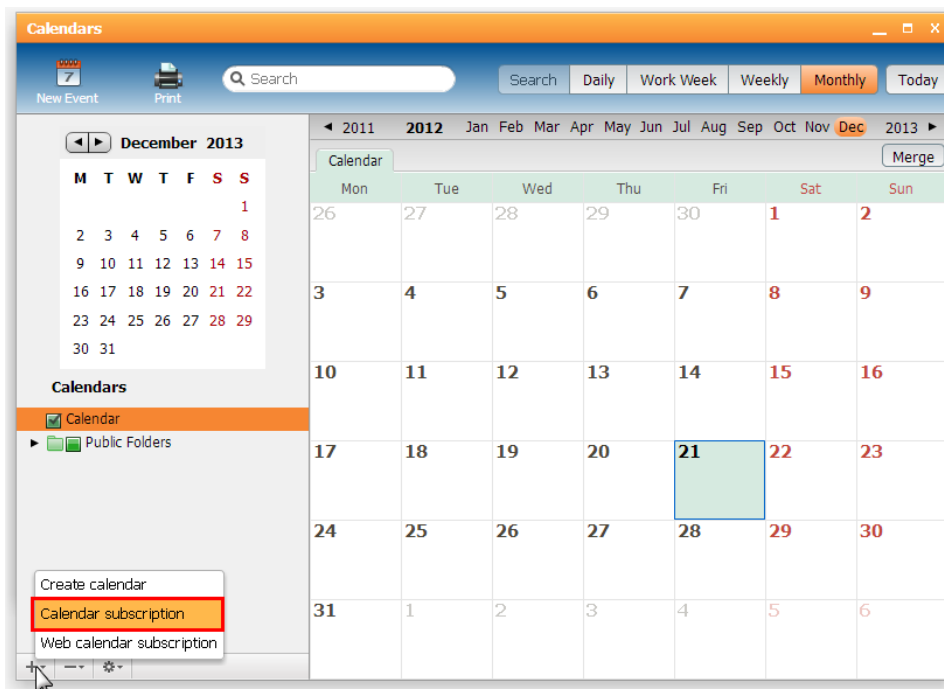 Calendars
7
New Event
Print
Search
Search Daily Work Week Weekly Monthly Today
December 2013
M T W T F S S
1
2 3 4 5 6 7 8
9 10 11 12 13 14 15
16 17 18 19 20 21 22
23 24 25 26 27 28 29
30 31
Calendars
Calendar
Public Folders
Create calendar
Calendar subscription
Web calendar subscription
2011 2012 Jan Feb Mar Apr May Jun Jul Aug Sep Oct Nov Dec 2013
Calendar
Merge
Mon Tue Wed Thu Fri Sat Sun
26 27 28 29 30 1 2
3 4 5 6 7 8 9
10 11 12 13 14 15 16
17 18 19 20 21 22 23
24 25 26 27 28 29 30
31 1 2 3 4 5 6